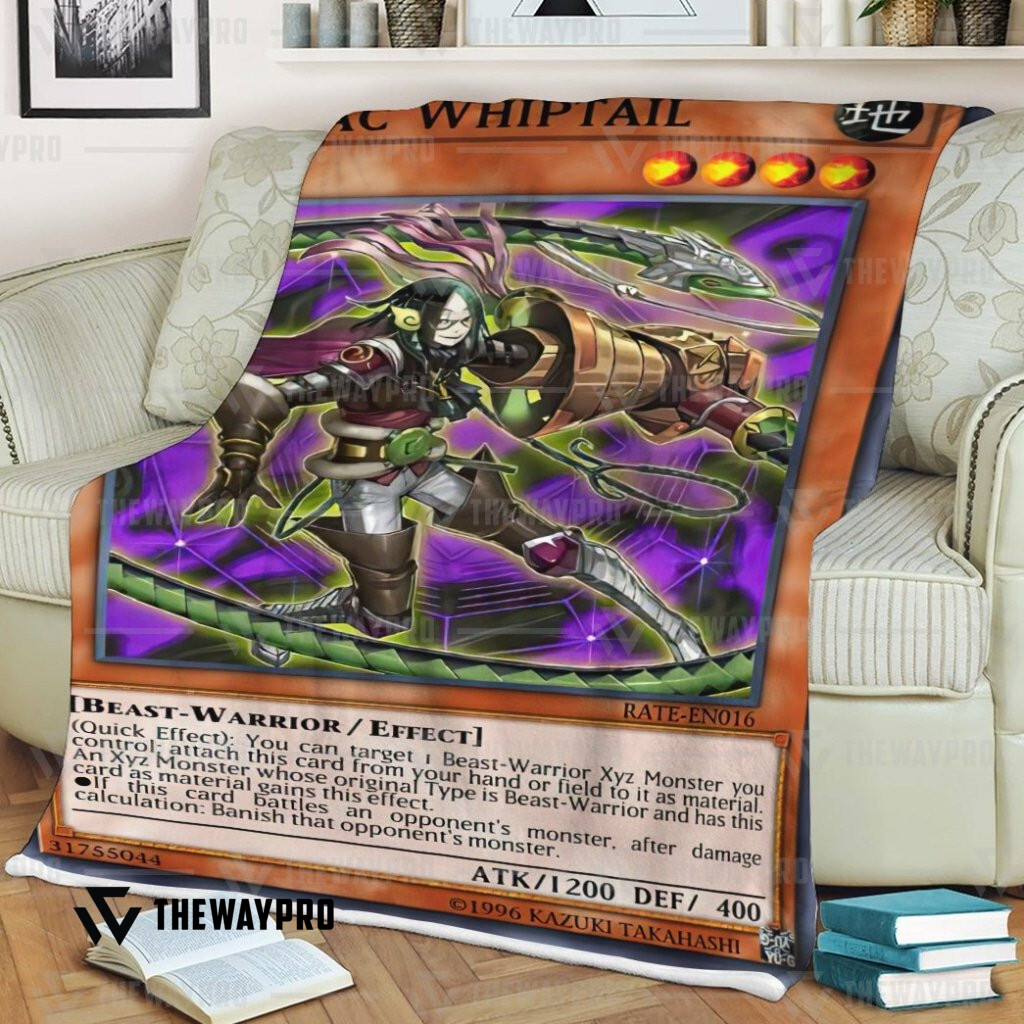 THEWAYPRO
AC WHIPTAIL
地
RATE-EN016
[BEAST-WARRIOR / EFFECT]
(Quick Effect): You can target 1 Beast-Warrior Xyz Monster you
control; attach this card from your hand or field to it as material.
An Xyz Monster whose original Type is Beast-Warrior and has this
card as material gains this effect.
●If this card battles an opponent's monster, after damage
calculation: Banish that opponent's monster.
31755044
ATK/1200 DEF/ 400
©1996 KAZUKI TAKAHASHI
THEWAYPRO